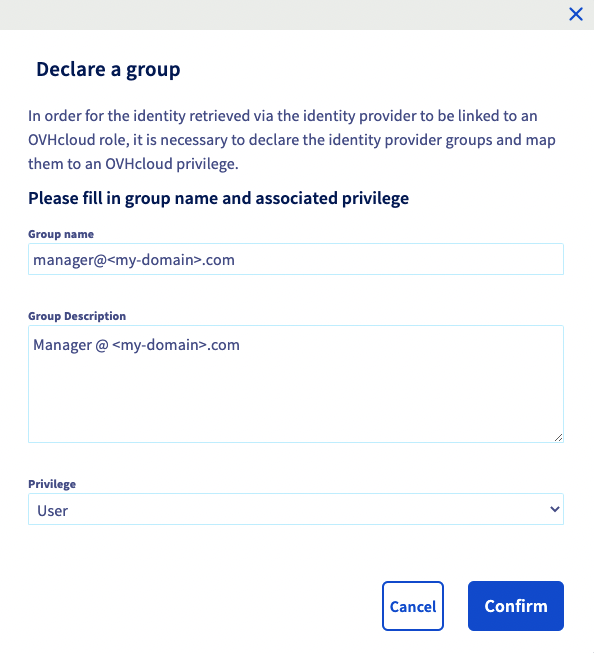 Declare a group
In order for the identity retrieved via the identity provider to be linked to an
OVHcloud role, it is necessary to declare the identity provider groups and map
them to an OVHcloud privilege.
Please fill in group name and associated privilege
Group name
manager@<my-domain>.com
Group Description
Manager @ <my-domain>.com
Privilege
User
Cancel
Confirm